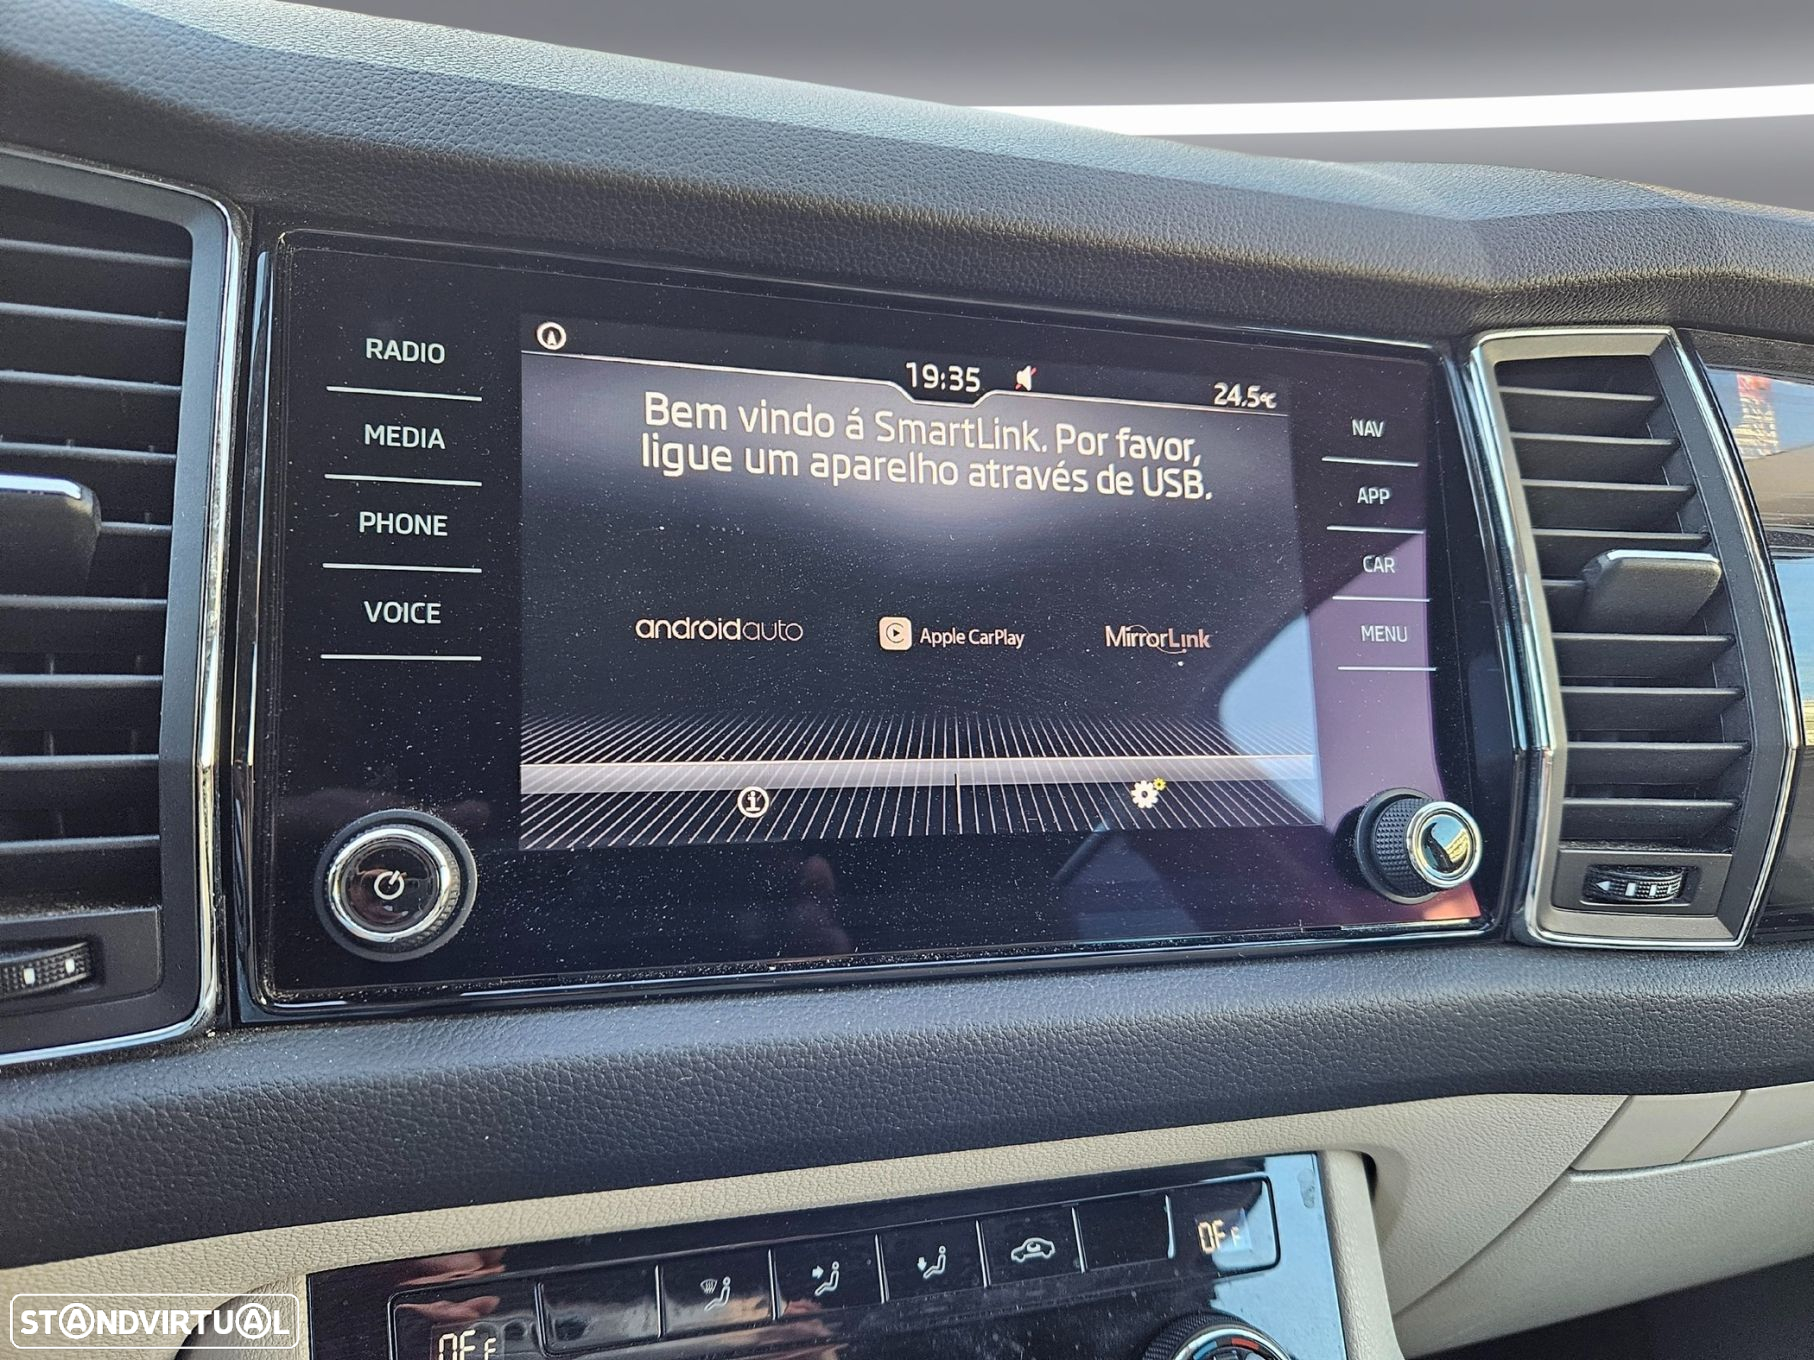 19:35
24.5°C
Bem vindo á SmartLink. Por favor,
ligue um aparelho através de USB.
RADIO
MEDIA
PHONE
VOICE
NAV
APP
CAR
MENU
androidauto
Apple CarPlay
MirrorLink
OFF
OFF
STANDVIRTUAL